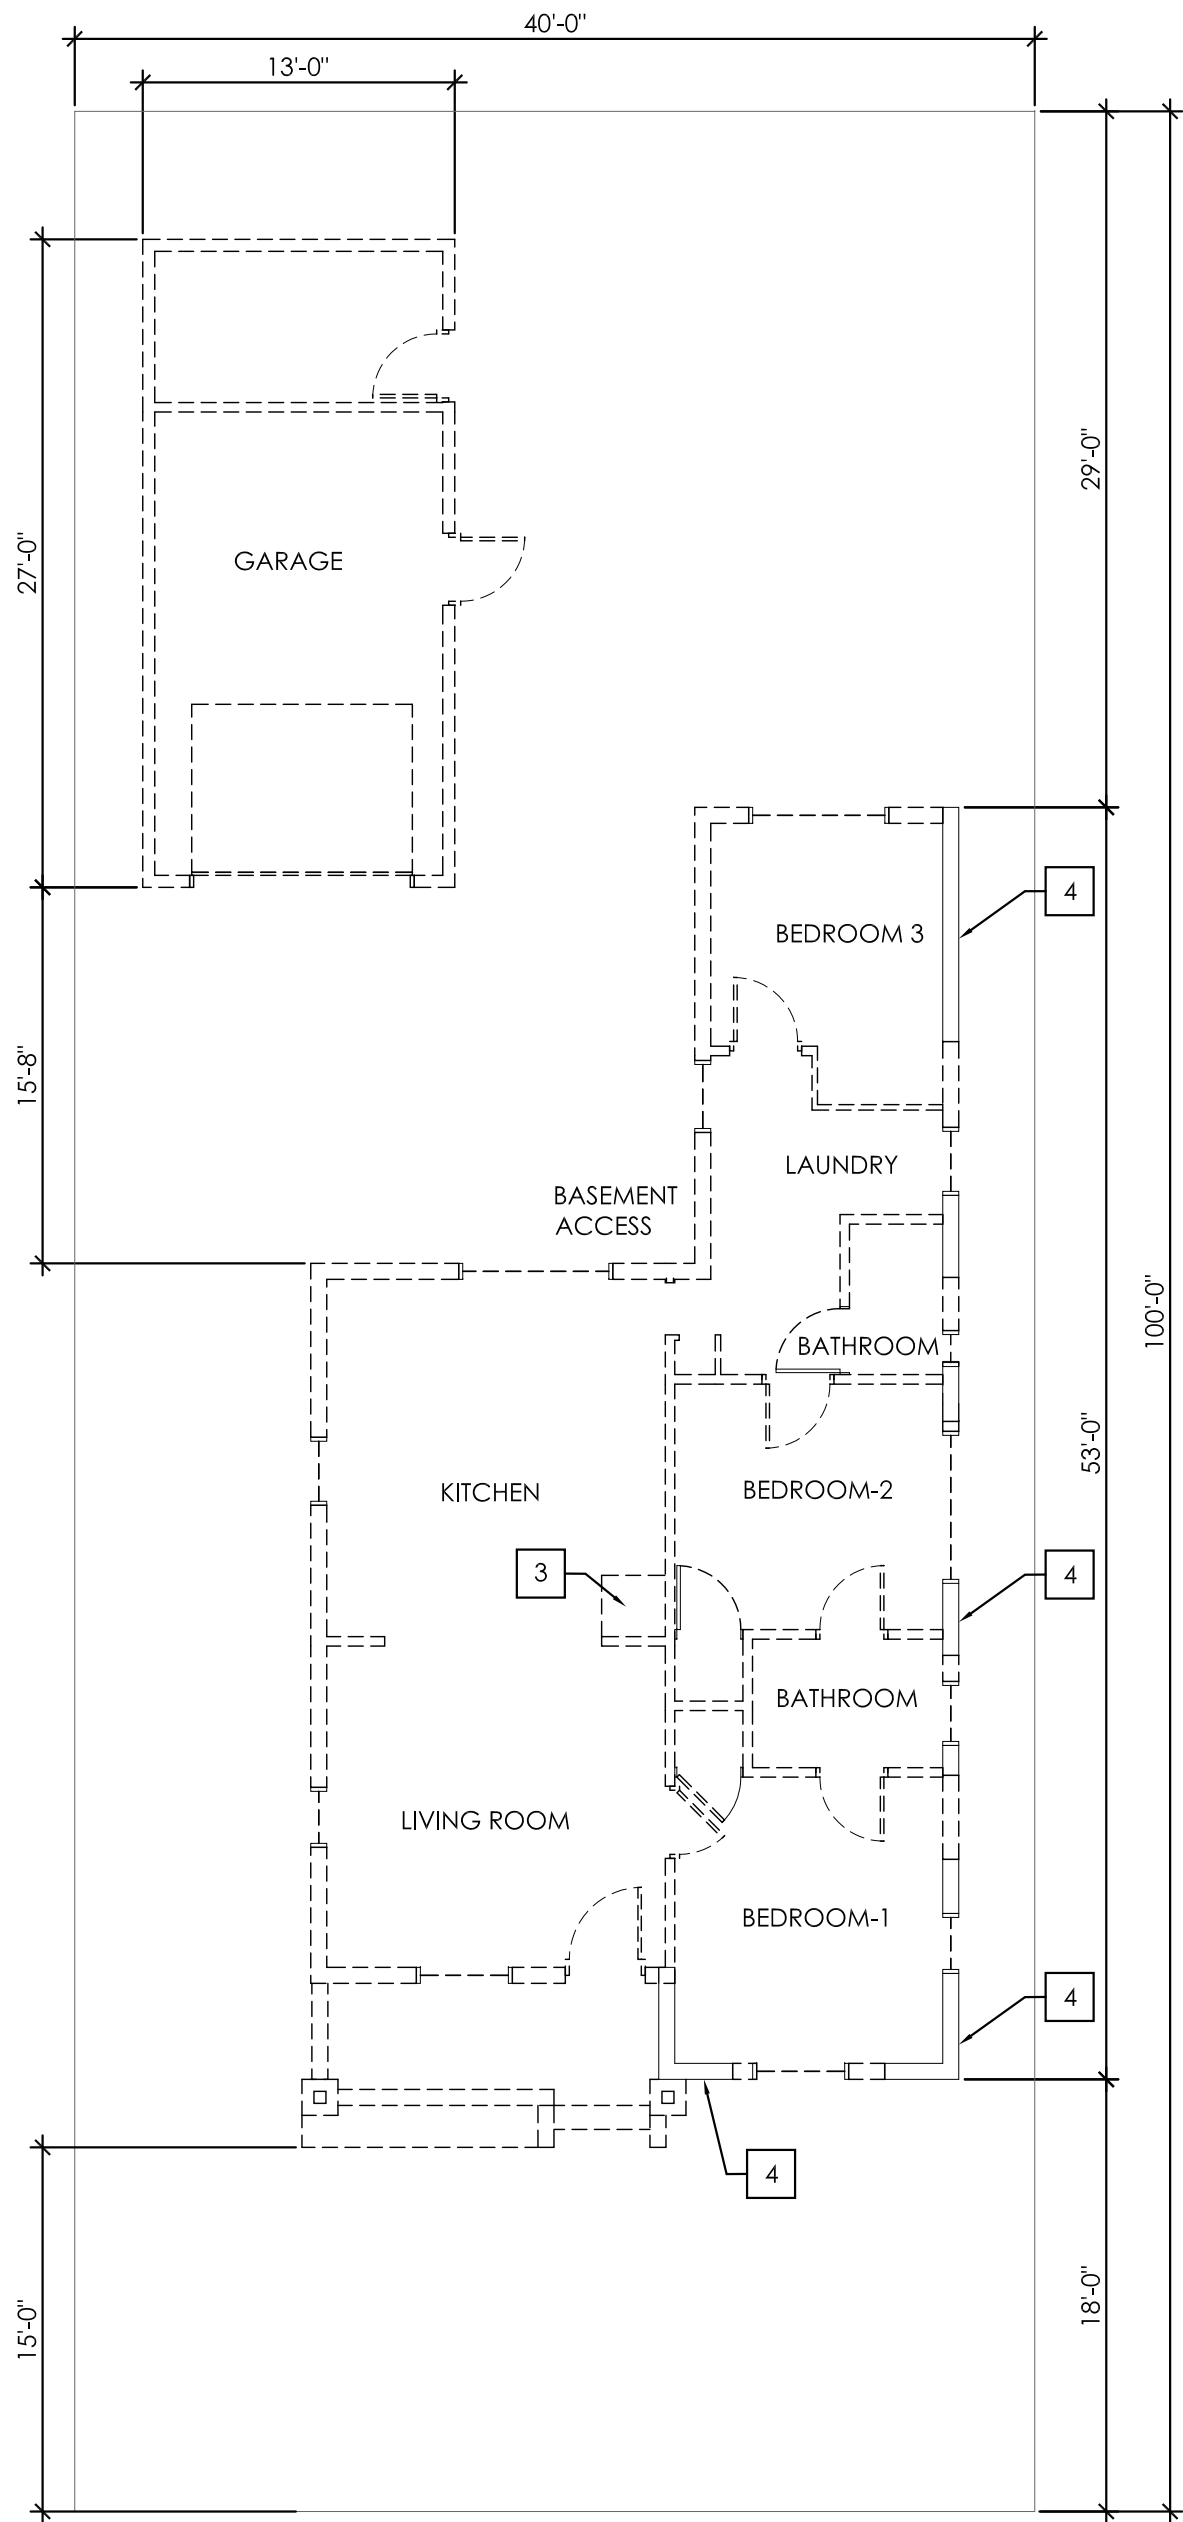 40'-0"
13'-0"
29'-0"
27'-0"
GARAGE
4
BEDROOM 3
15'-8"
LAUNDRY
BASEMENT
ACCESS
100'-0"
BATHROOM
53'-0"
KITCHEN
BEDROOM-2
3
4
BATHROOM
LIVING ROOM
BEDROOM-1
4
4
18'-0"
15'-0"